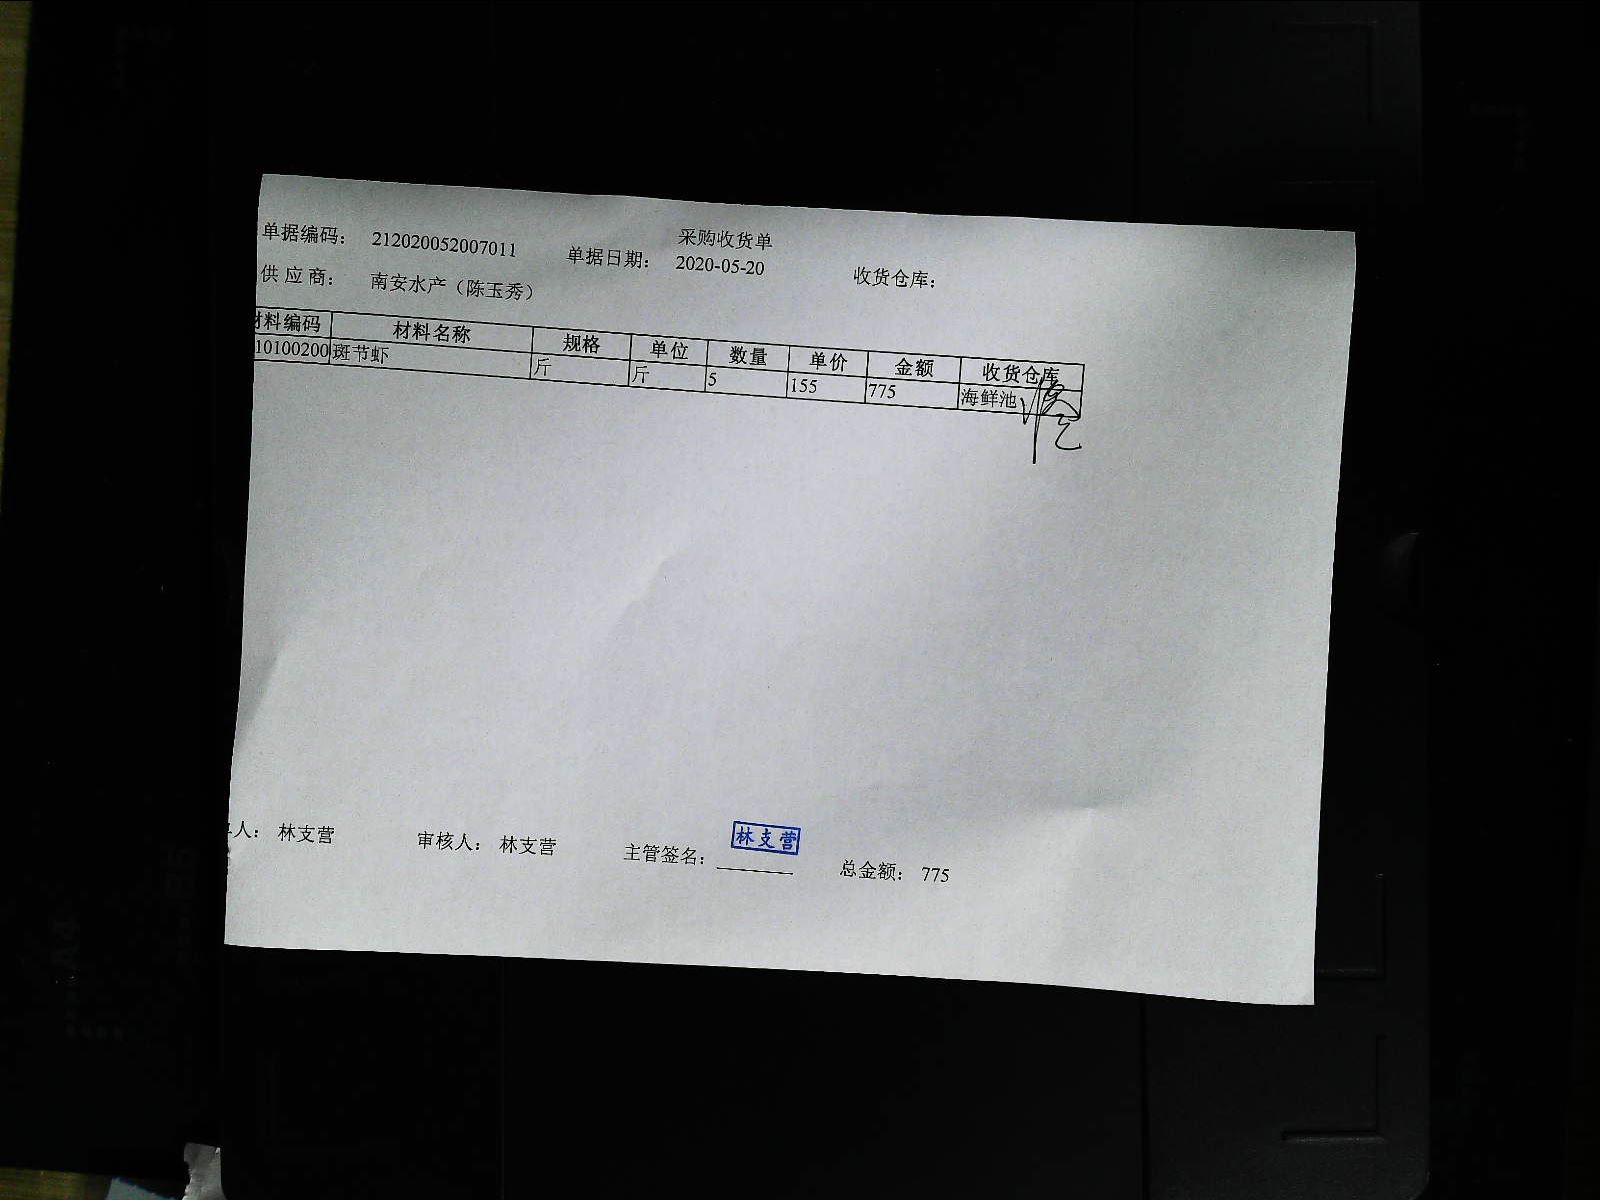 采购收货单
单据编码: 212020052007011 单据日期: 2020-05-20 收货仓库:
供应商: 南安水产（陈玉秀）
材料编码 材料名称 规格 单位 数量 单价 金额 收货仓库
10100200 斑节虾 斤 斤 5 155 775 海鲜池
人: 林支营 审核人: 林支营 主管签名: 林支营 总金额: 775